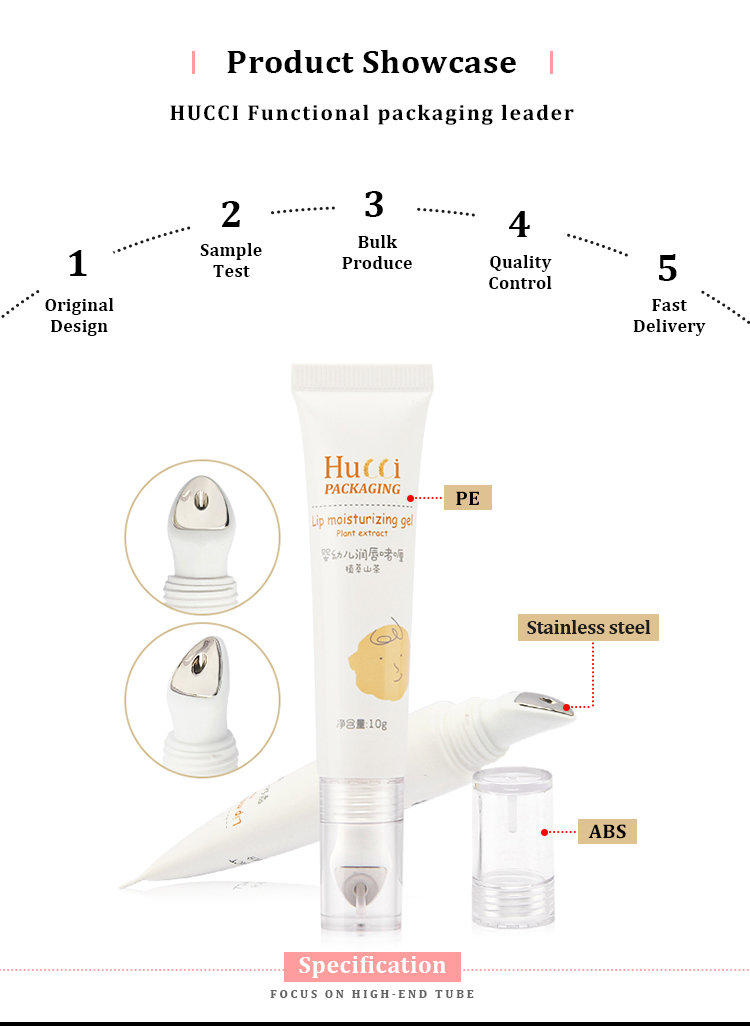 Product Showcase
HUCCI Functional packaging leader
1
Original
Design
2
Sample
Test
3
Bulk
Produce
4
Quality
Control
5
Fast
Delivery
Hucci
PACKAGING
PE
Lip moisturizing gel
Plant extract
婴幼儿润唇啫喱
植萃山茶
Stainless steel
净含量:10g
ABS
Specification
FOCUS ON HIGH-END TUBE